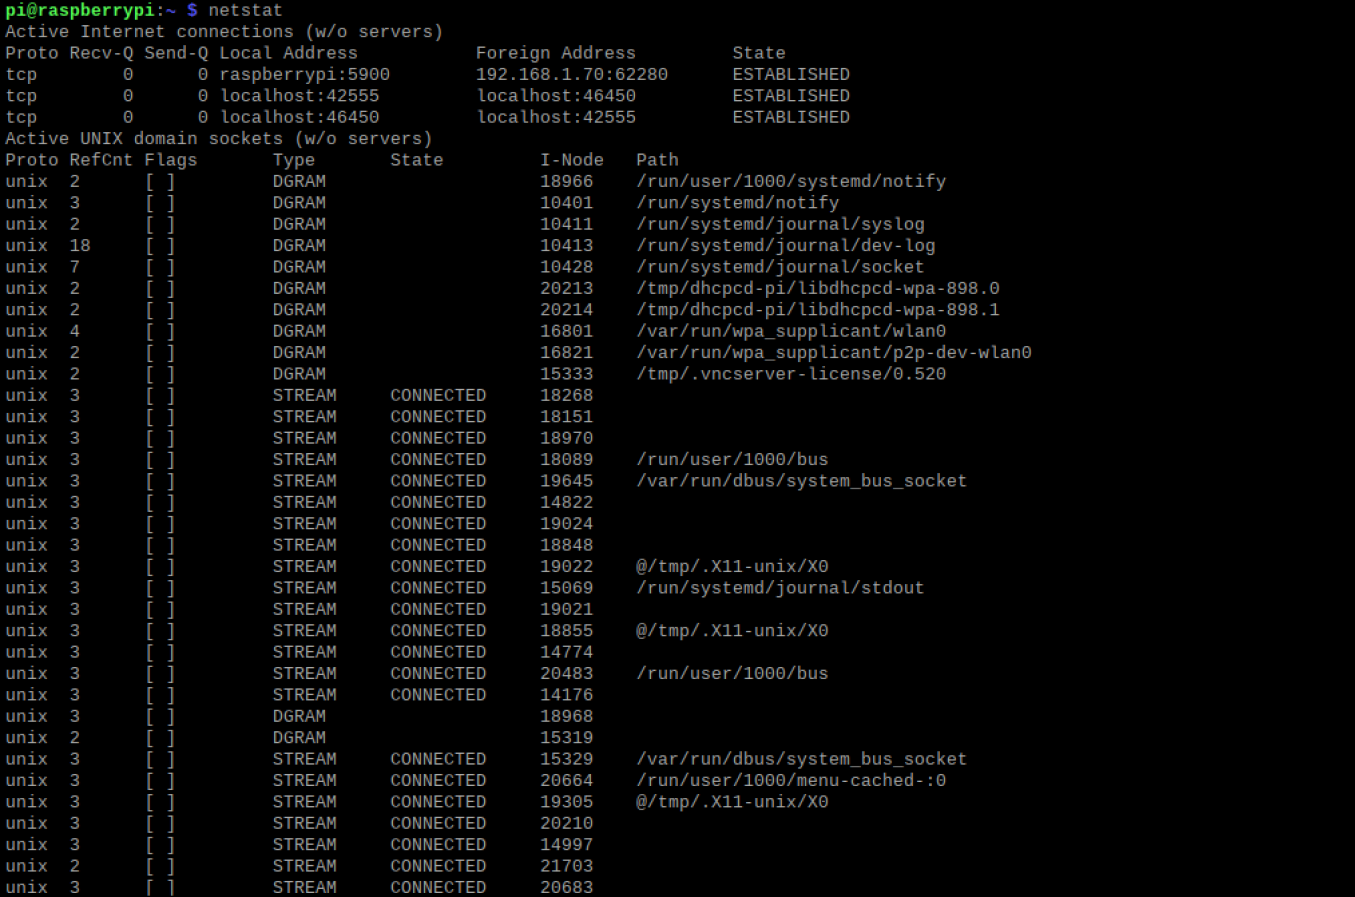 pi@raspberrypi:~ $ netstat
Active Internet connections (w/o servers)
Proto Recv-Q Send-Q Local Address           Foreign Address         State
tcp        0      0 raspberrypi:5900        192.168.1.70:62280      ESTABLISHED
tcp        0      0 localhost:42555         localhost:46450         ESTABLISHED
tcp        0      0 localhost:46450         localhost:42555         ESTABLISHED
Active UNIX domain sockets (w/o servers)
Proto RefCnt Flags       Type       State         I-Node   Path
unix  2      [ ]         DGRAM                    18966    /run/user/1000/systemd/notify
unix  3      [ ]         DGRAM                    10401    /run/systemd/notify
unix  2      [ ]         DGRAM                    10411    /run/systemd/journal/syslog
unix  18     [ ]         DGRAM                    10413    /run/systemd/journal/dev-log
unix  7      [ ]         DGRAM                    10428    /run/systemd/journal/socket
unix  2      [ ]         DGRAM                    20213    /tmp/dhcpcd-pi/libdhcpcd-wpa-898.0
unix  2      [ ]         DGRAM                    20214    /tmp/dhcpcd-pi/libdhcpcd-wpa-898.1
unix  4      [ ]         DGRAM                    16801    /var/run/wpa_supplicant/wlan0
unix  2      [ ]         DGRAM                    16821    /var/run/wpa_supplicant/p2p-dev-wlan0
unix  2      [ ]         DGRAM                    15333    /tmp/.vncserver-license/0.520
unix  3      [ ]         STREAM     CONNECTED     18268
unix  3      [ ]         STREAM     CONNECTED     18151
unix  3      [ ]         STREAM     CONNECTED     18970
unix  3      [ ]         STREAM     CONNECTED     18089    /run/user/1000/bus
unix  3      [ ]         STREAM     CONNECTED     19645    /var/run/dbus/system_bus_socket
unix  3      [ ]         STREAM     CONNECTED     14822
unix  3      [ ]         STREAM     CONNECTED     19024
unix  3      [ ]         STREAM     CONNECTED     18848
unix  3      [ ]         STREAM     CONNECTED     19022    @/tmp/.X11-unix/X0
unix  3      [ ]         STREAM     CONNECTED     15069    /run/systemd/journal/stdout
unix  3      [ ]         STREAM     CONNECTED     19021
unix  3      [ ]         STREAM     CONNECTED     18855    @/tmp/.X11-unix/X0
unix  3      [ ]         STREAM     CONNECTED     14774
unix  3      [ ]         STREAM     CONNECTED     20483    /run/user/1000/bus
unix  3      [ ]         STREAM     CONNECTED     14176
unix  3      [ ]         DGRAM                    18968
unix  2      [ ]         DGRAM                    15319
unix  3      [ ]         STREAM     CONNECTED     15329    /var/run/dbus/system_bus_socket
unix  3      [ ]         STREAM     CONNECTED     20664    /run/user/1000/menu-cached-:0
unix  3      [ ]         STREAM     CONNECTED     19305    @/tmp/.X11-unix/X0
unix  3      [ ]         STREAM     CONNECTED     20210
unix  3      [ ]         STREAM     CONNECTED     14997
unix  2      [ ]         STREAM     CONNECTED     21703
unix  3      [ ]         STREAM     CONNECTED     20683